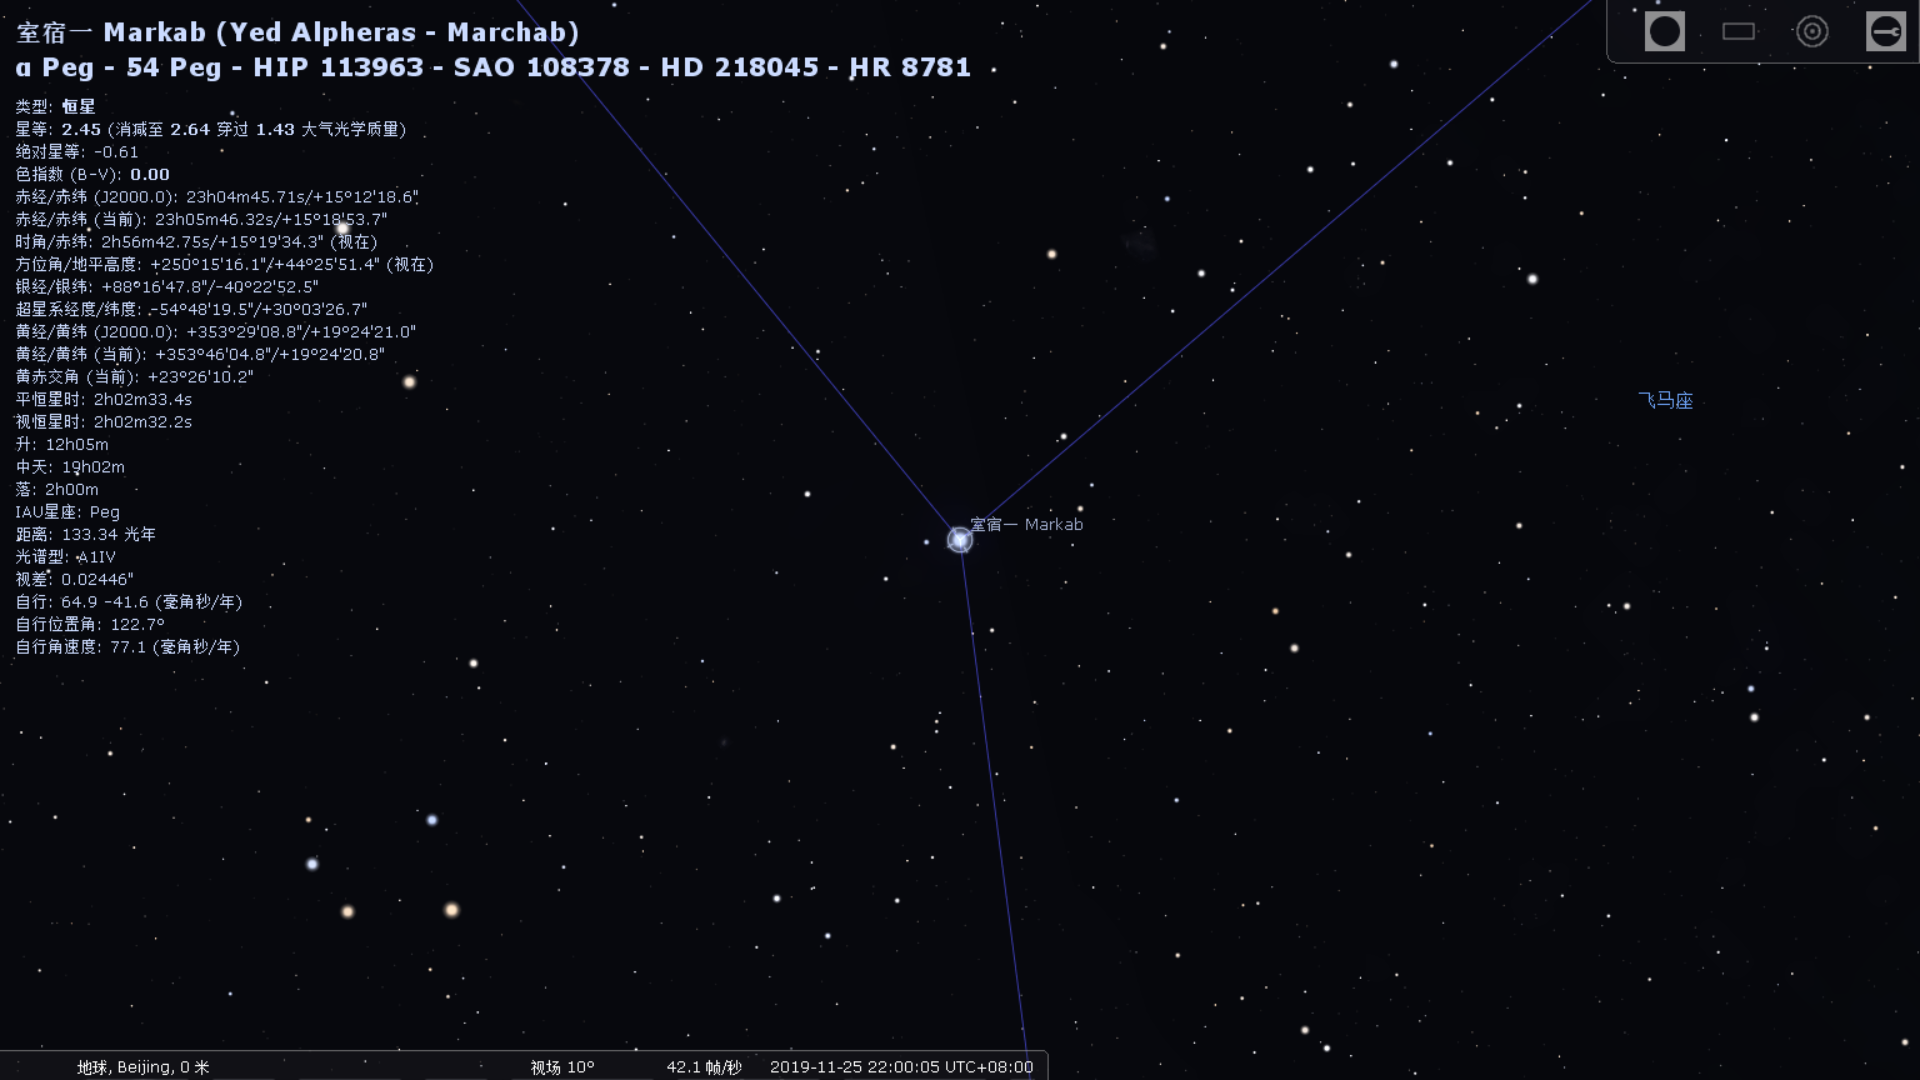 室宿一 Markab (Yed Alpheras - Marchab)
α Peg - 54 Peg - HIP 113963 - SAO 108378 - HD 218045 - HR 8781
类型: 恒星
星等: 2.45 (消减至 2.64 穿过 1.43 大气光学质量)
绝对星等: -0.61
色指数 (B-V): 0.00
赤经/赤纬 (J2000.0): 23h04m45.71s/+15°12'18.6"
赤经/赤纬 (当前): 23h05m46.32s/+15°18'53.7"
时角/赤纬: 2h56m42.75s/+15°19'34.3" (视在)
方位角/地平高度: +250°15'16.1"/+44°25'51.4" (视在)
银经/银纬: +88°16'47.8"/-40°22'52.5"
超星系经度/纬度: -54°48'19.5"/+30°03'26.7"
黄经/黄纬 (J2000.0): +353°29'08.8"/+19°24'21.0"
黄经/黄纬 (当前): +353°46'04.8"/+19°24'20.8"
黄赤交角 (当前): +23°26'10.2"
平恒星时: 2h02m33.4s
视恒星时: 2h02m32.2s
升: 12h05m
中天: 19h02m
落: 2h00m
IAU星座: Peg
距离: 133.34 光年
光谱型: A1IV
视差: 0.02446"
自行: 64.9 -41.6 (毫角秒/年)
自行位置角: 122.7°
自行角速度: 77.1 (毫角秒/年)
飞马座
室宿一 Markab
地球, Beijing, 0 米 视场 10° 42.1 帧/秒 2019-11-25 22:00:05 UTC+08:00